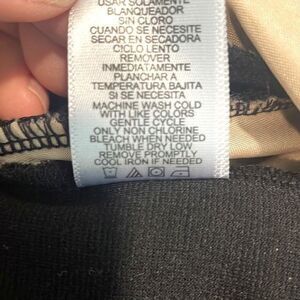 USAR SOLAMENTE
BLANQUEADOR
SIN CLORO
CUANDO SE NECESITE
SECAR EN SECADORA
CICLO LENTO
REMOVER
INMEDIATAMENTE
PLANCHAR A
TEMPERATURA BAJITA
SI SE NECESITE
MACHINE WASH COLD
WITH LIKE COLORS
GENTLE CYCLE
ONLY NON CHLORINE
BLEACH WHEN NEEDED
TUMBLE DRY LOW
REMOVE PROMPTLY
COOL IRON IF NEEDED